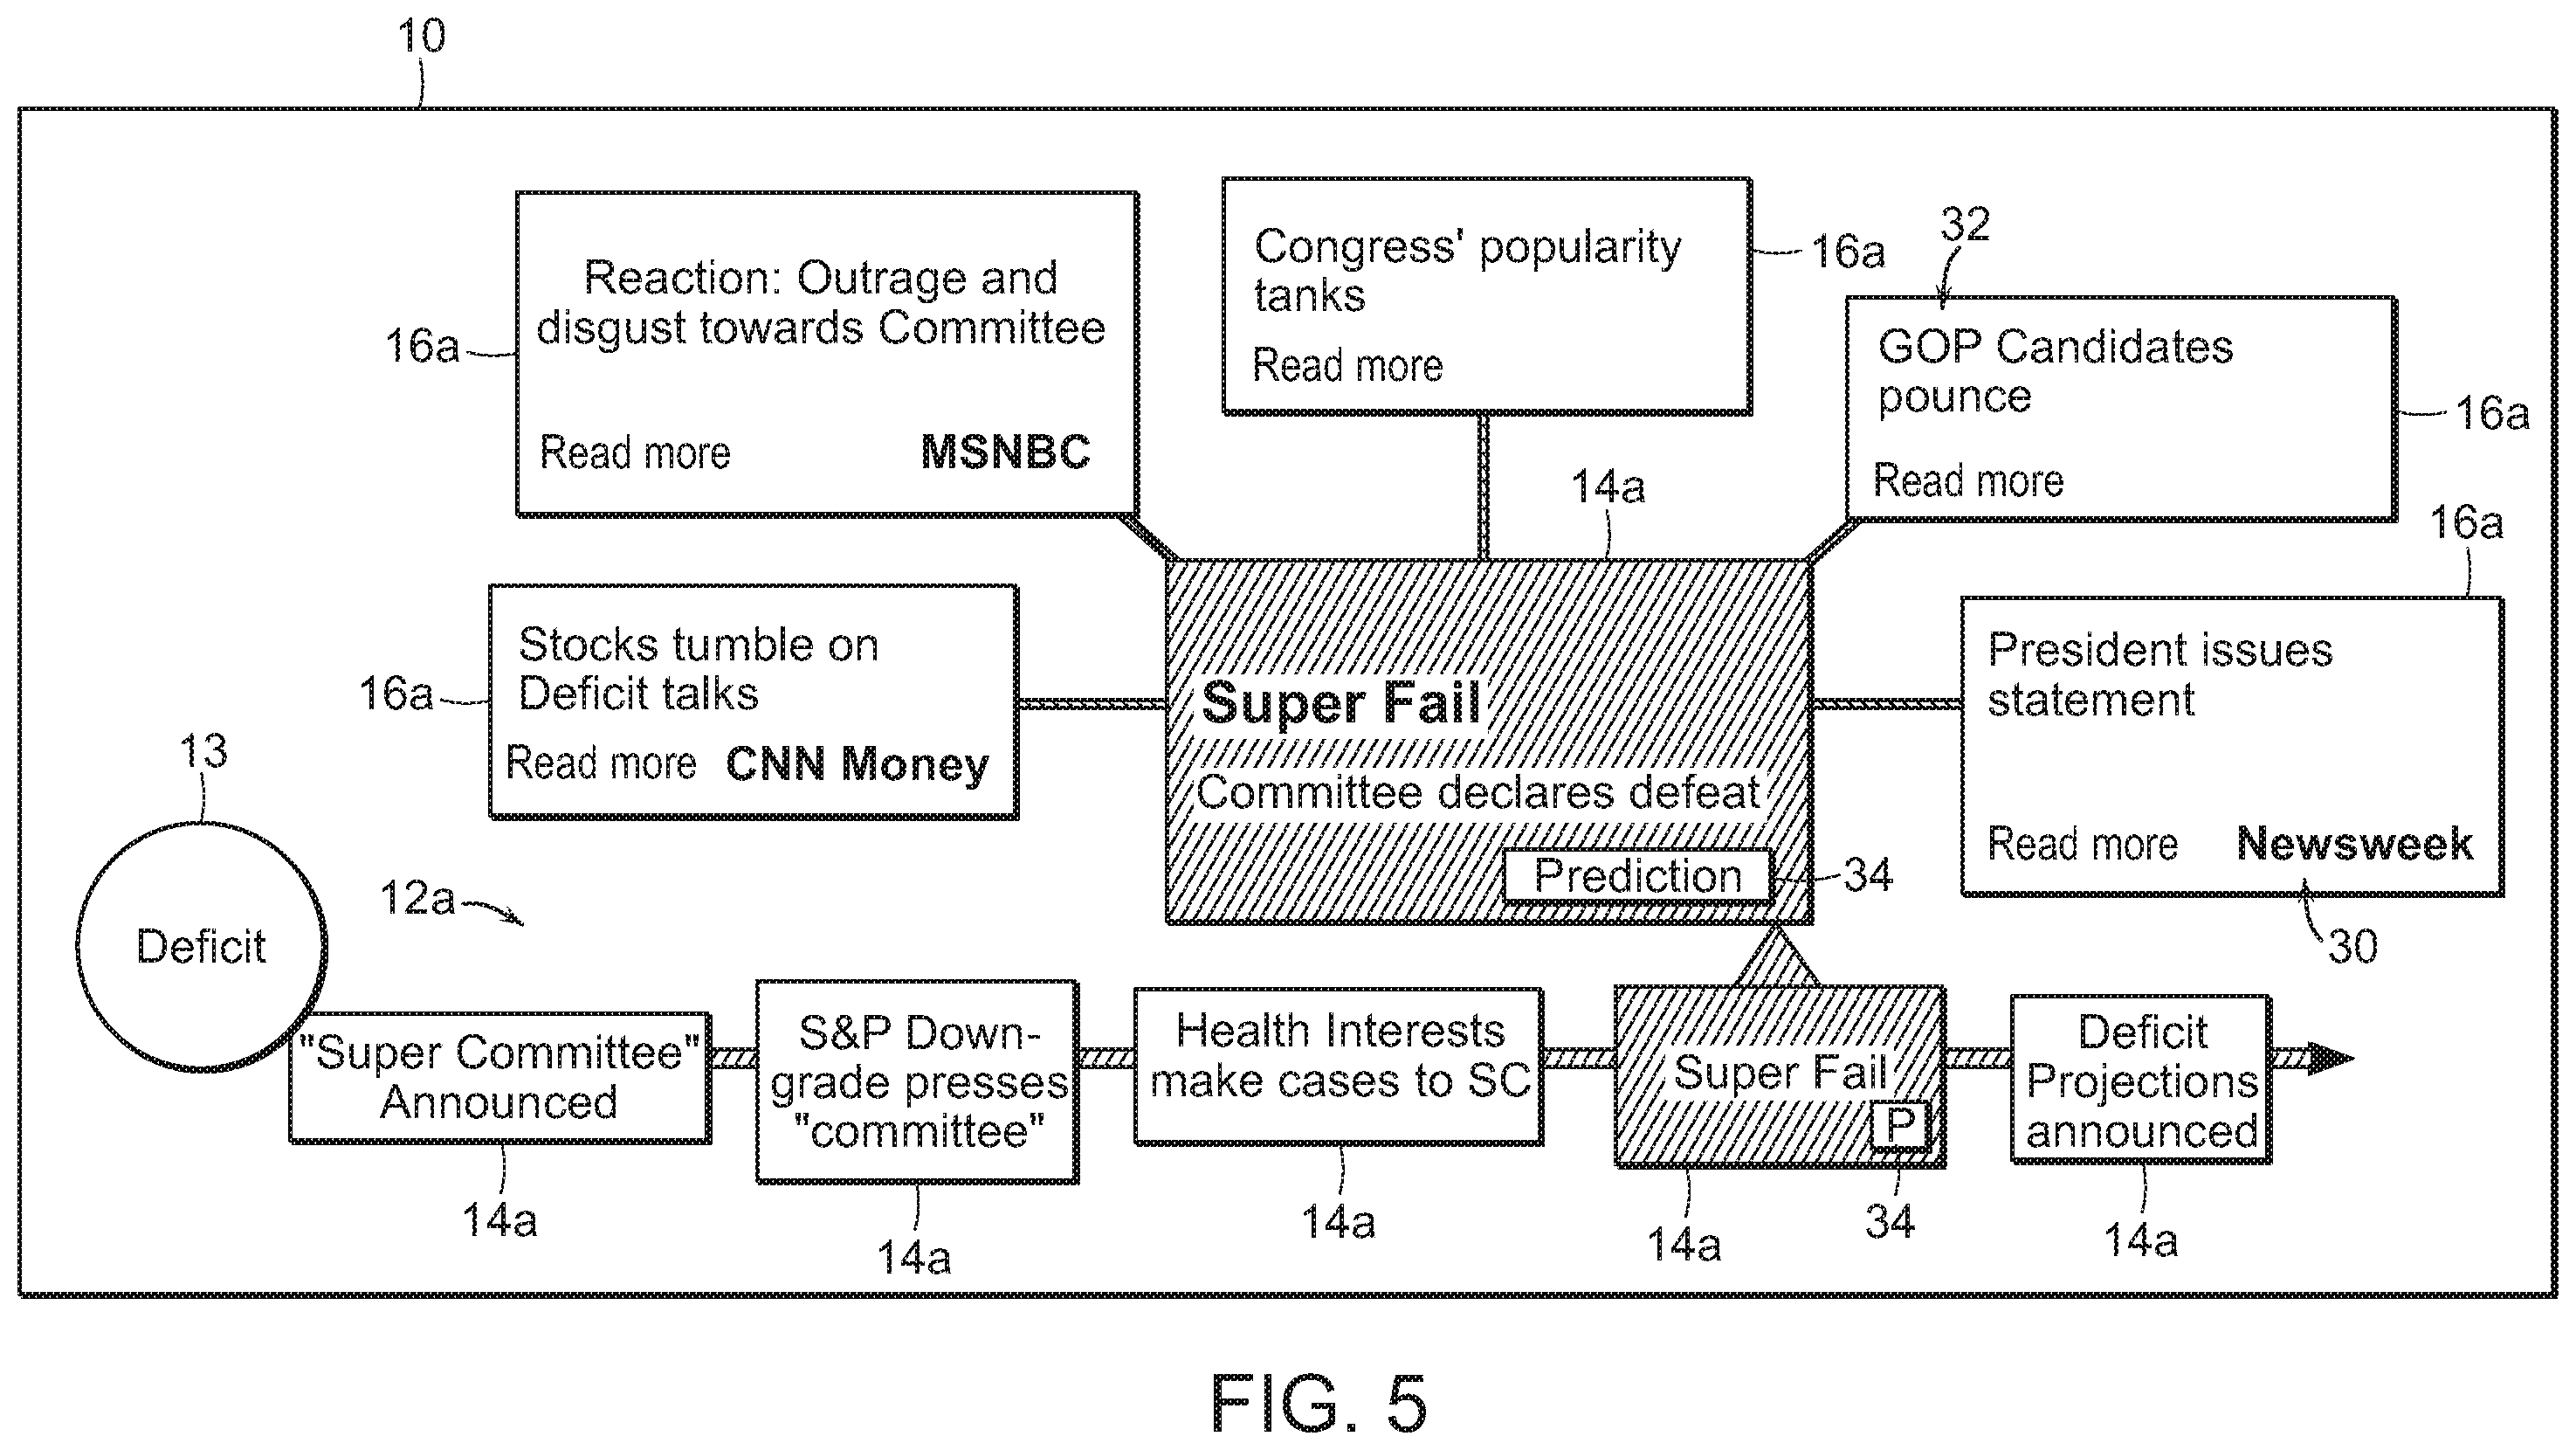 10
Reaction: Outrage and
disgust towards Committee
Read more MSNBC
16a
Congress' popularity
tanks
Read more
16a
32
GOP Candidates
pounce
Read more
16a
14a
16a
Stocks tumble on
Deficit talks
Read more CNN Money
16a
Super Fail
Committee declares defeat
Prediction
34
President issues
statement
Read more Newsweek
30
13
Deficit
12a
"Super Committee"
Announced
14a
S&P Down-
grade presses
"committee"
14a
Health Interests
make cases to SC
14a
Super Fail
P
14a
34
Deficit
Projections
announced
14a
FIG. 5